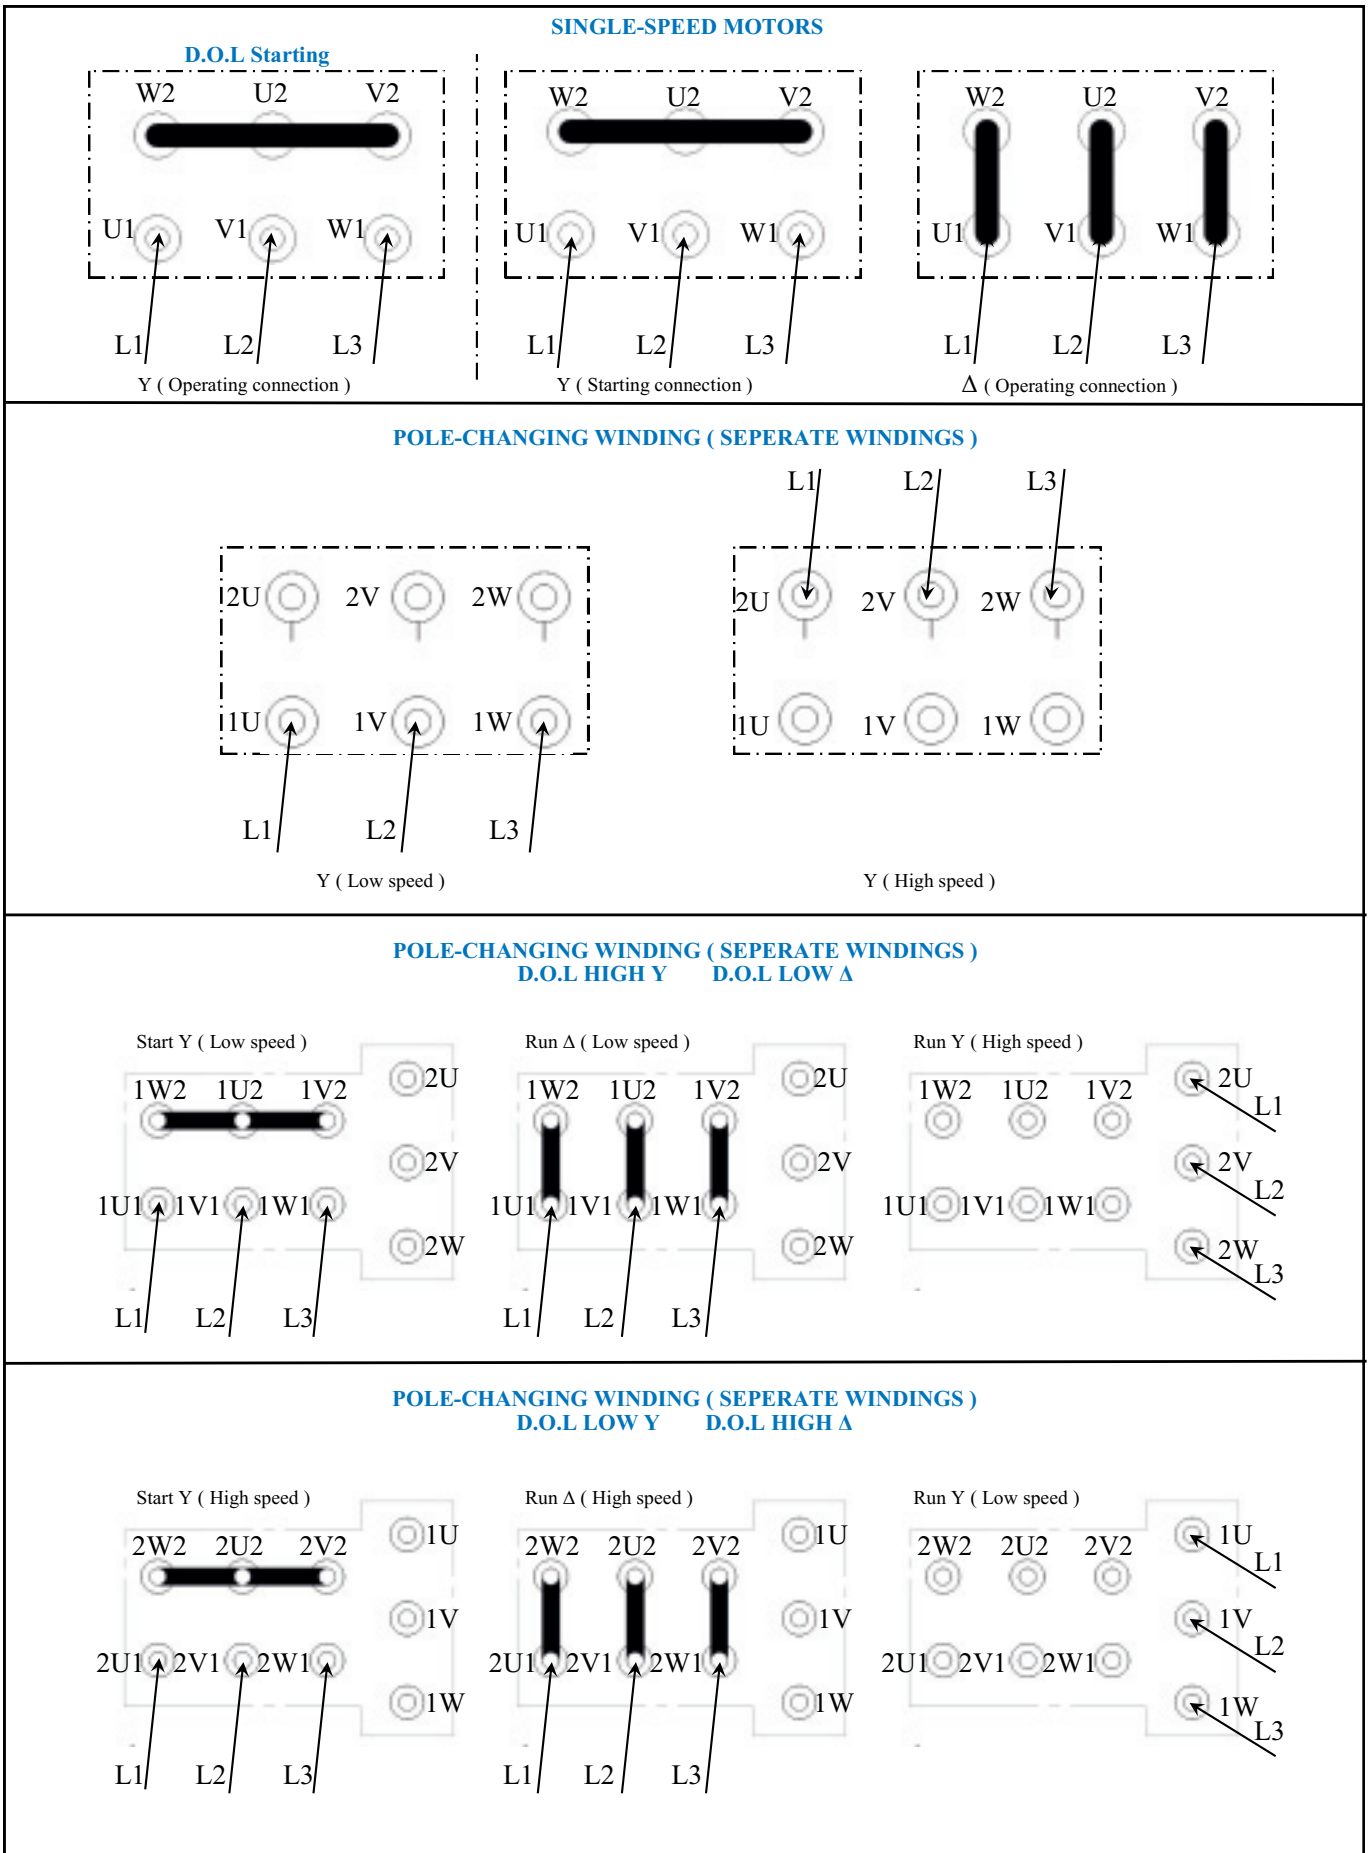 SINGLE-SPEED MOTORS
D.O.L Starting
W2 U2 V2
U1 V1 W1
L1 L2 L3
Y ( Operating connection )
W2 U2 V2
U1 V1 W1
L1 L2 L3
Y ( Starting connection )
W2 U2 V2
U1 V1 W1
L1 L2 L3
Δ ( Operating connection )
POLE-CHANGING WINDING ( SEPERATE WINDINGS )
2U 2V 2W
1U 1V 1W
L1 L2 L3
Y ( Low speed )
L1 L2 L3
2U 2V 2W
1U 1V 1W
Y ( High speed )
POLE-CHANGING WINDING ( SEPERATE WINDINGS )
D.O.L HIGH Y D.O.L LOW Δ
Start Y ( Low speed )
1W2 1U2 1V2 2U
2V
1U1 1V1 1W1
2W
L1 L2 L3
Run Δ ( Low speed )
1W2 1U2 1V2 2U
2V
1U1 1V1 1W1
2W
L1 L2 L3
Run Y ( High speed )
1W2 1U2 1V2 2U
L1
2V
L2
1U1 1V1 1W1
2W
L3
POLE-CHANGING WINDING ( SEPERATE WINDINGS )
D.O.L LOW Y D.O.L HIGH Δ
Start Y ( High speed )
2W2 2U2 2V2 1U
1V
2U1 2V1 2W1
1W
L1 L2 L3
Run Δ ( High speed )
2W2 2U2 2V2 1U
1V
2U1 2V1 2W1
1W
L1 L2 L3
Run Y ( Low speed )
2W2 2U2 2V2 1U
L1
1V
L2
2U1 2V1 2W1
1W
L3